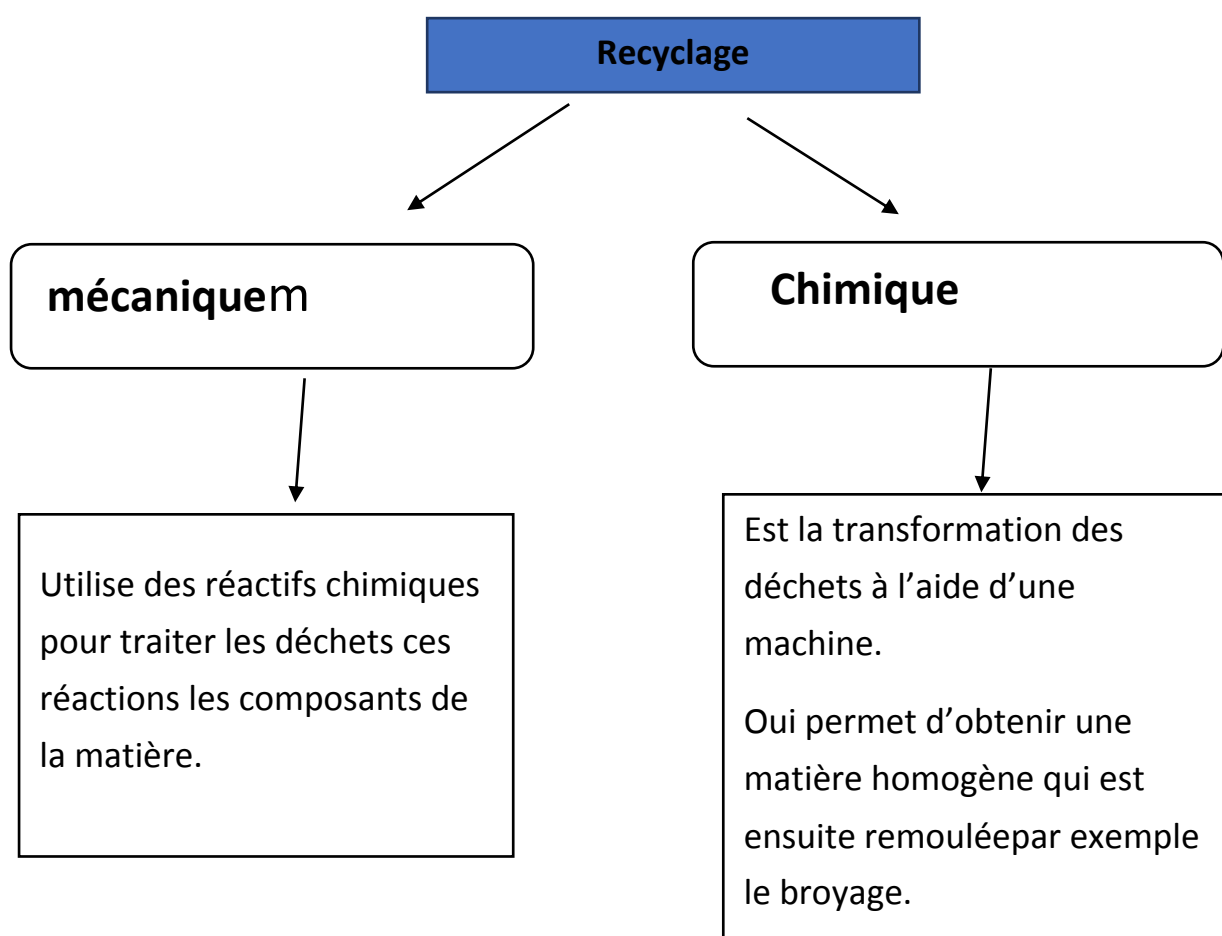 Recyclage
mécaniquem
Chimique
Utilise des réactifs chimiques
pour traiter les déchets ces
réactions les composants de
la matière.
Est la transformation des
déchets à l’aide d’une
machine.
Oui permet d’obtenir une
matière homogène qui est
ensuite remouléepar exemple
le broyage.